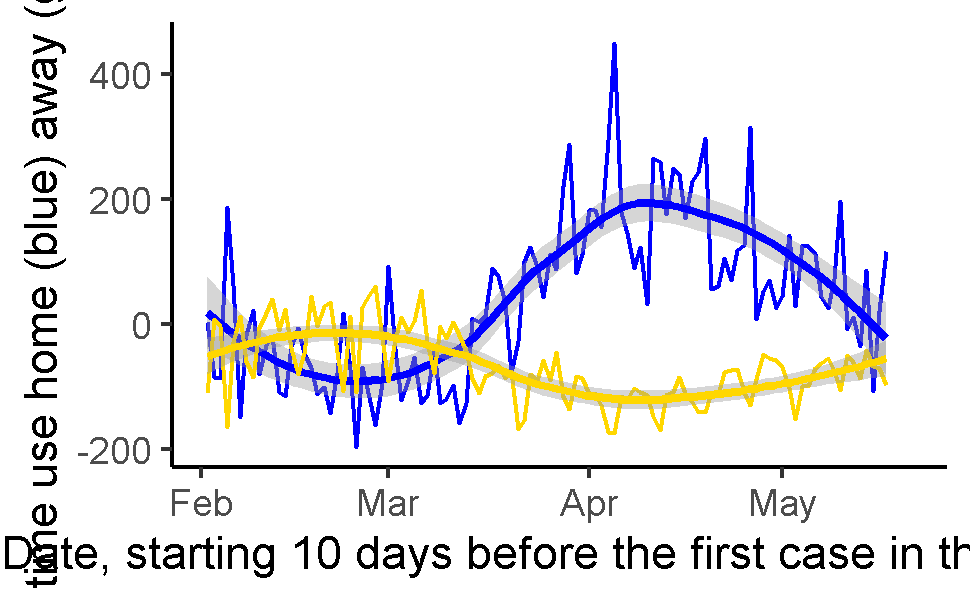 time use home (blue) away (
400
200
0
-200
Feb Mar Apr May
Date, starting 10 days before the first case in th